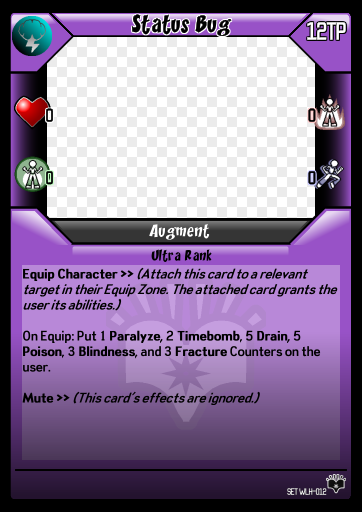 Status Bug
12TP
0
0
0
0
Augment
Ultra Rank
Equip Character >> (Attach this card to a relevant
target in their Equip Zone. The attached card grants the
user its abilities.)
On Equip: Put 1 Paralyze, 2 Timebomb, 5 Drain, 5
Poison, 3 Blindness, and 3 Fracture Counters on the
user.
Mute >> (This card's effects are ignored.)
SET WLH-012